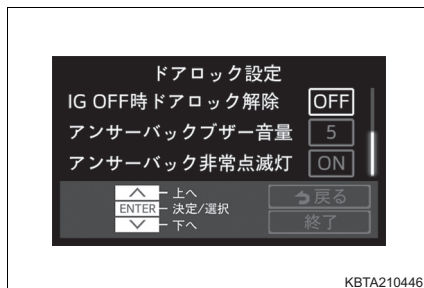 ドアロック設定
IG OFF時ドアロック解除 OFF
アンサーバックブザー音量 5
アンサーバック非常点滅灯 ON
上へ
ENTER 決定/選択
下へ
戻る
終了
KBTA210446